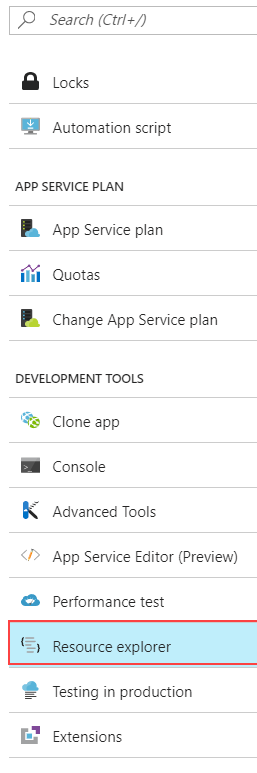 Search (Ctrl+/)
Locks
Automation script
APP SERVICE PLAN
App Service plan
Quotas
Change App Service plan
DEVELOPMENT TOOLS
Clone app
Console
Advanced Tools
App Service Editor (Preview)
Performance test
Resource explorer
Testing in production
Extensions